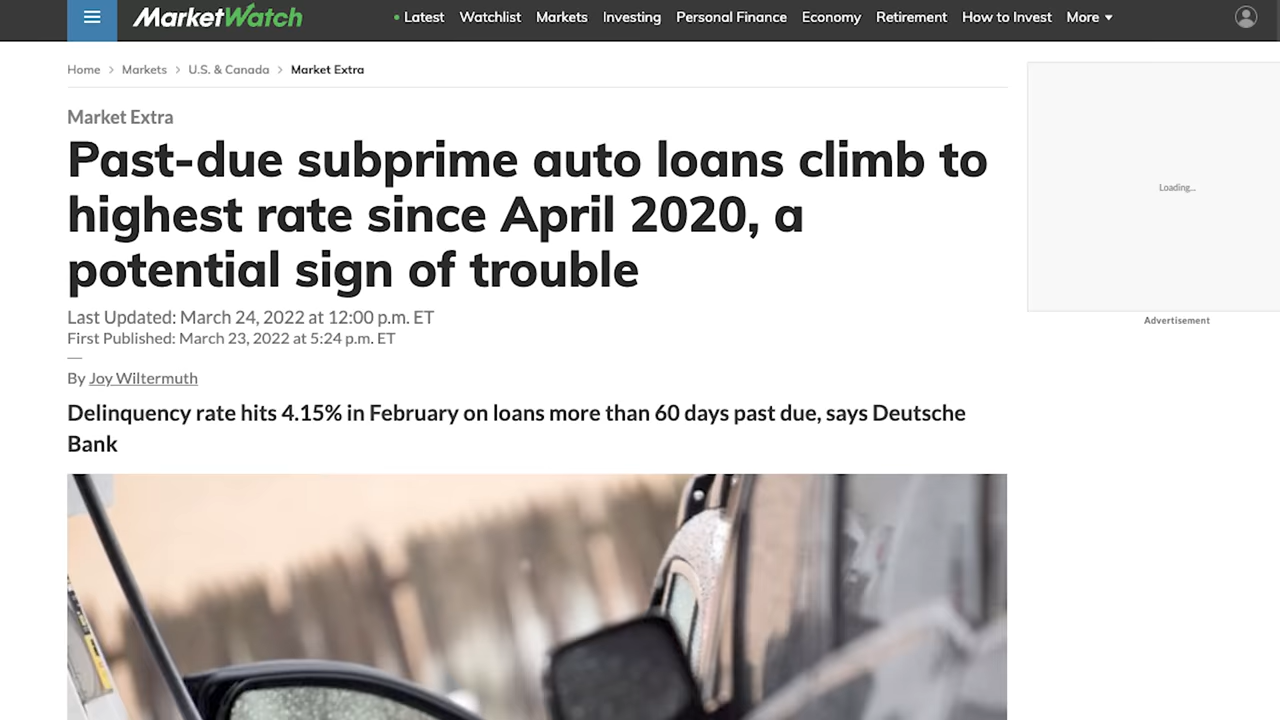 MarketWatch
Latest Watchlist Markets Investing Personal Finance Economy Retirement How to Invest More
Home > Markets > U.S. & Canada > Market Extra
Market Extra
Past-due subprime auto loans climb to
highest rate since April 2020, a
potential sign of trouble
Last Updated: March 24, 2022 at 12:00 p.m. ET
First Published: March 23, 2022 at 5:24 p.m. ET
By Joy Wiltermuth
Delinquency rate hits 4.15% in February on loans more than 60 days past due, says Deutsche
Bank
Loading...
Advertisement